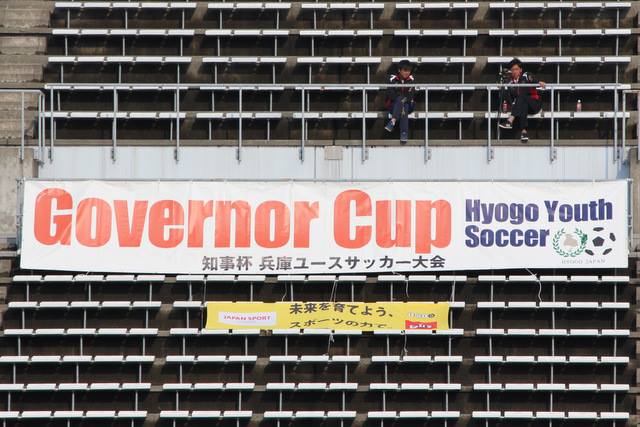 Governor Cup
Hyogo Youth
Soccer
HYOGO JAPAN
知事杯 兵庫ユースサッカー大会
JAPAN SPORT
未来を育てよう、
スポーツの力で。